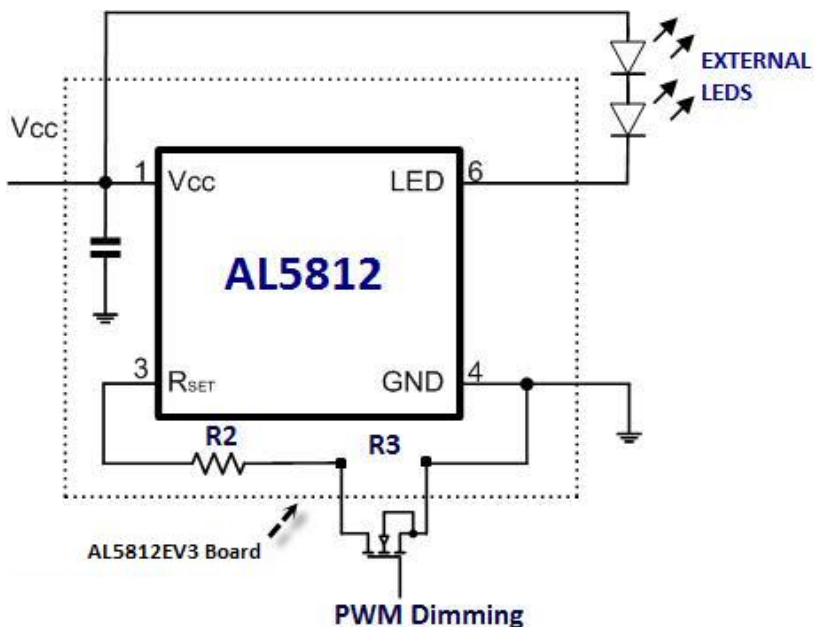 EXTERNAL
LEDS
Vcc
1
Vcc
LED
6
AL5812
3
RSET
GND
4
R2
R3
AL5812EV3 Board
PWM Dimming